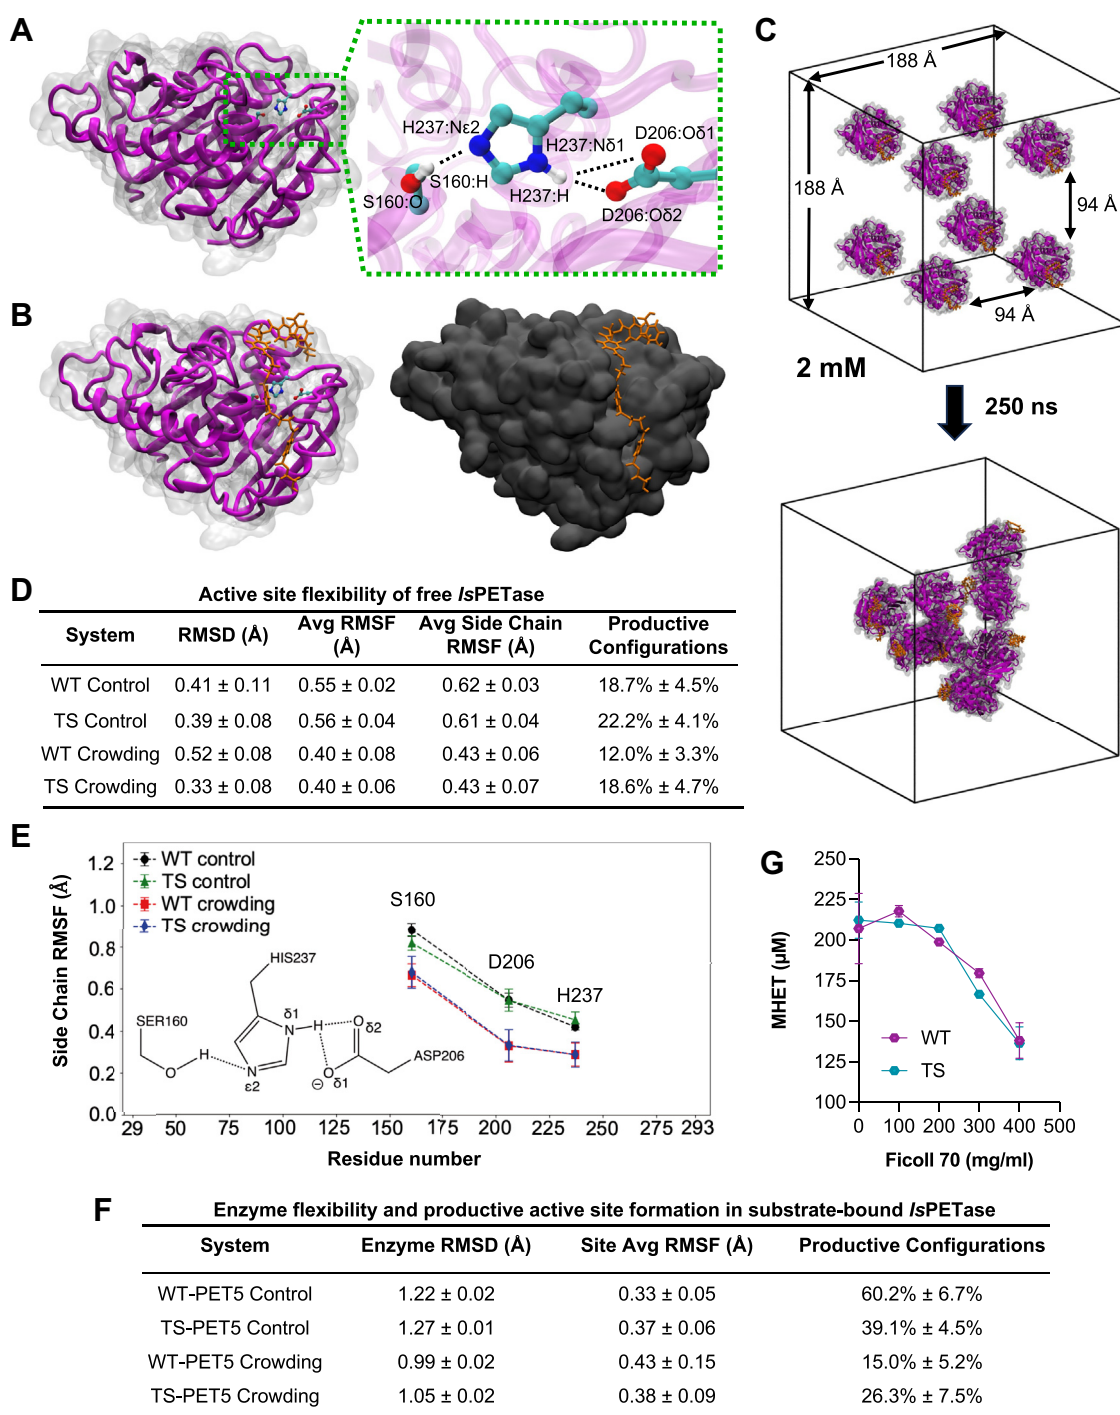 A
H237:Nε2
H237:Nδ1
D206:Oδ1
S160:H
S160:O
H237:H
D206:Oδ2
B
C
188 Å
188 Å
94 Å
94 Å
2 mM
250 ns
D
Active site flexibility of free IsPETase
System RMSD (Å) Avg RMSF (Å) Avg Side Chain RMSF (Å) Productive Configurations
WT Control 0.41 ± 0.11 0.55 ± 0.02 0.62 ± 0.03 18.7% ± 4.5%
TS Control 0.39 ± 0.08 0.56 ± 0.04 0.61 ± 0.04 22.2% ± 4.1%
WT Crowding 0.52 ± 0.08 0.40 ± 0.08 0.43 ± 0.06 12.0% ± 3.3%
TS Crowding 0.33 ± 0.08 0.40 ± 0.06 0.43 ± 0.07 18.6% ± 4.7%
E
Side Chain RMSF (Å)
1.2
1.0
0.8
0.6
0.4
0.2
0.0
WT control
TS control
WT crowding
TS crowding
S160
D206
H237
HIS237
SER160
H
O
N
ε2
δ1
N
H
O
δ2
O
δ1
⊖
ASP206
29 50 75 100 125 150 175 200 225 250 275 293
Residue number
G
MHET (µM)
250
225
200
175
150
125
100
WT
TS
0 100 200 300 400 500
Ficoll 70 (mg/ml)
F
Enzyme flexibility and productive active site formation in substrate-bound IsPETase
System Enzyme RMSD (Å) Site Avg RMSF (Å) Productive Configurations
WT-PET5 Control 1.22 ± 0.02 0.33 ± 0.05 60.2% ± 6.7%
TS-PET5 Control 1.27 ± 0.01 0.37 ± 0.06 39.1% ± 4.5%
WT-PET5 Crowding 0.99 ± 0.02 0.43 ± 0.15 15.0% ± 5.2%
TS-PET5 Crowding 1.05 ± 0.02 0.38 ± 0.09 26.3% ± 7.5%